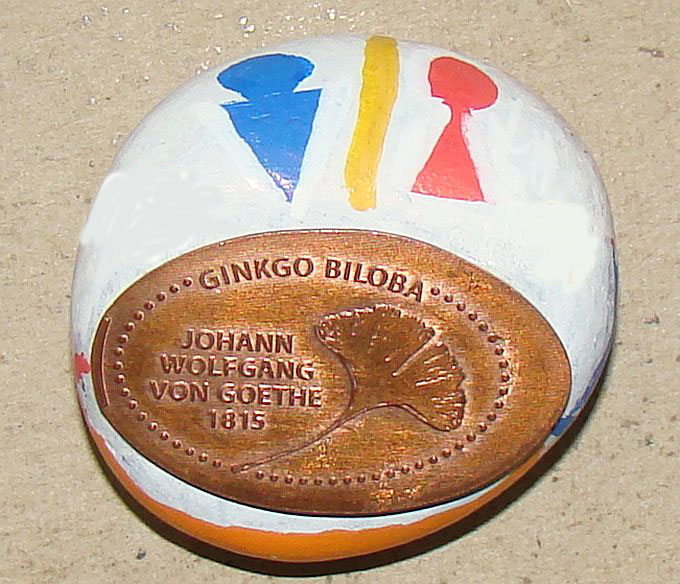 GINKGO BILOBA
JOHANN
WOLFGANG
VON GOETHE
1815